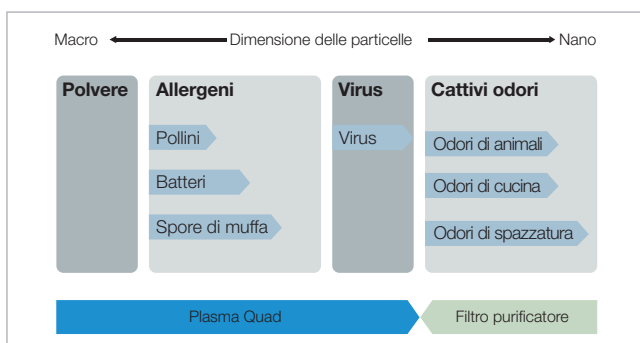 Macro Dimensione delle particelle Nano
Polvere Allergeni Virus Cattivi odori
Pollini Virus Odori di animali
Batteri Odori di cucina
Spore di muffa Odori di spazzatura
Plasma Quad Filtro purificatore